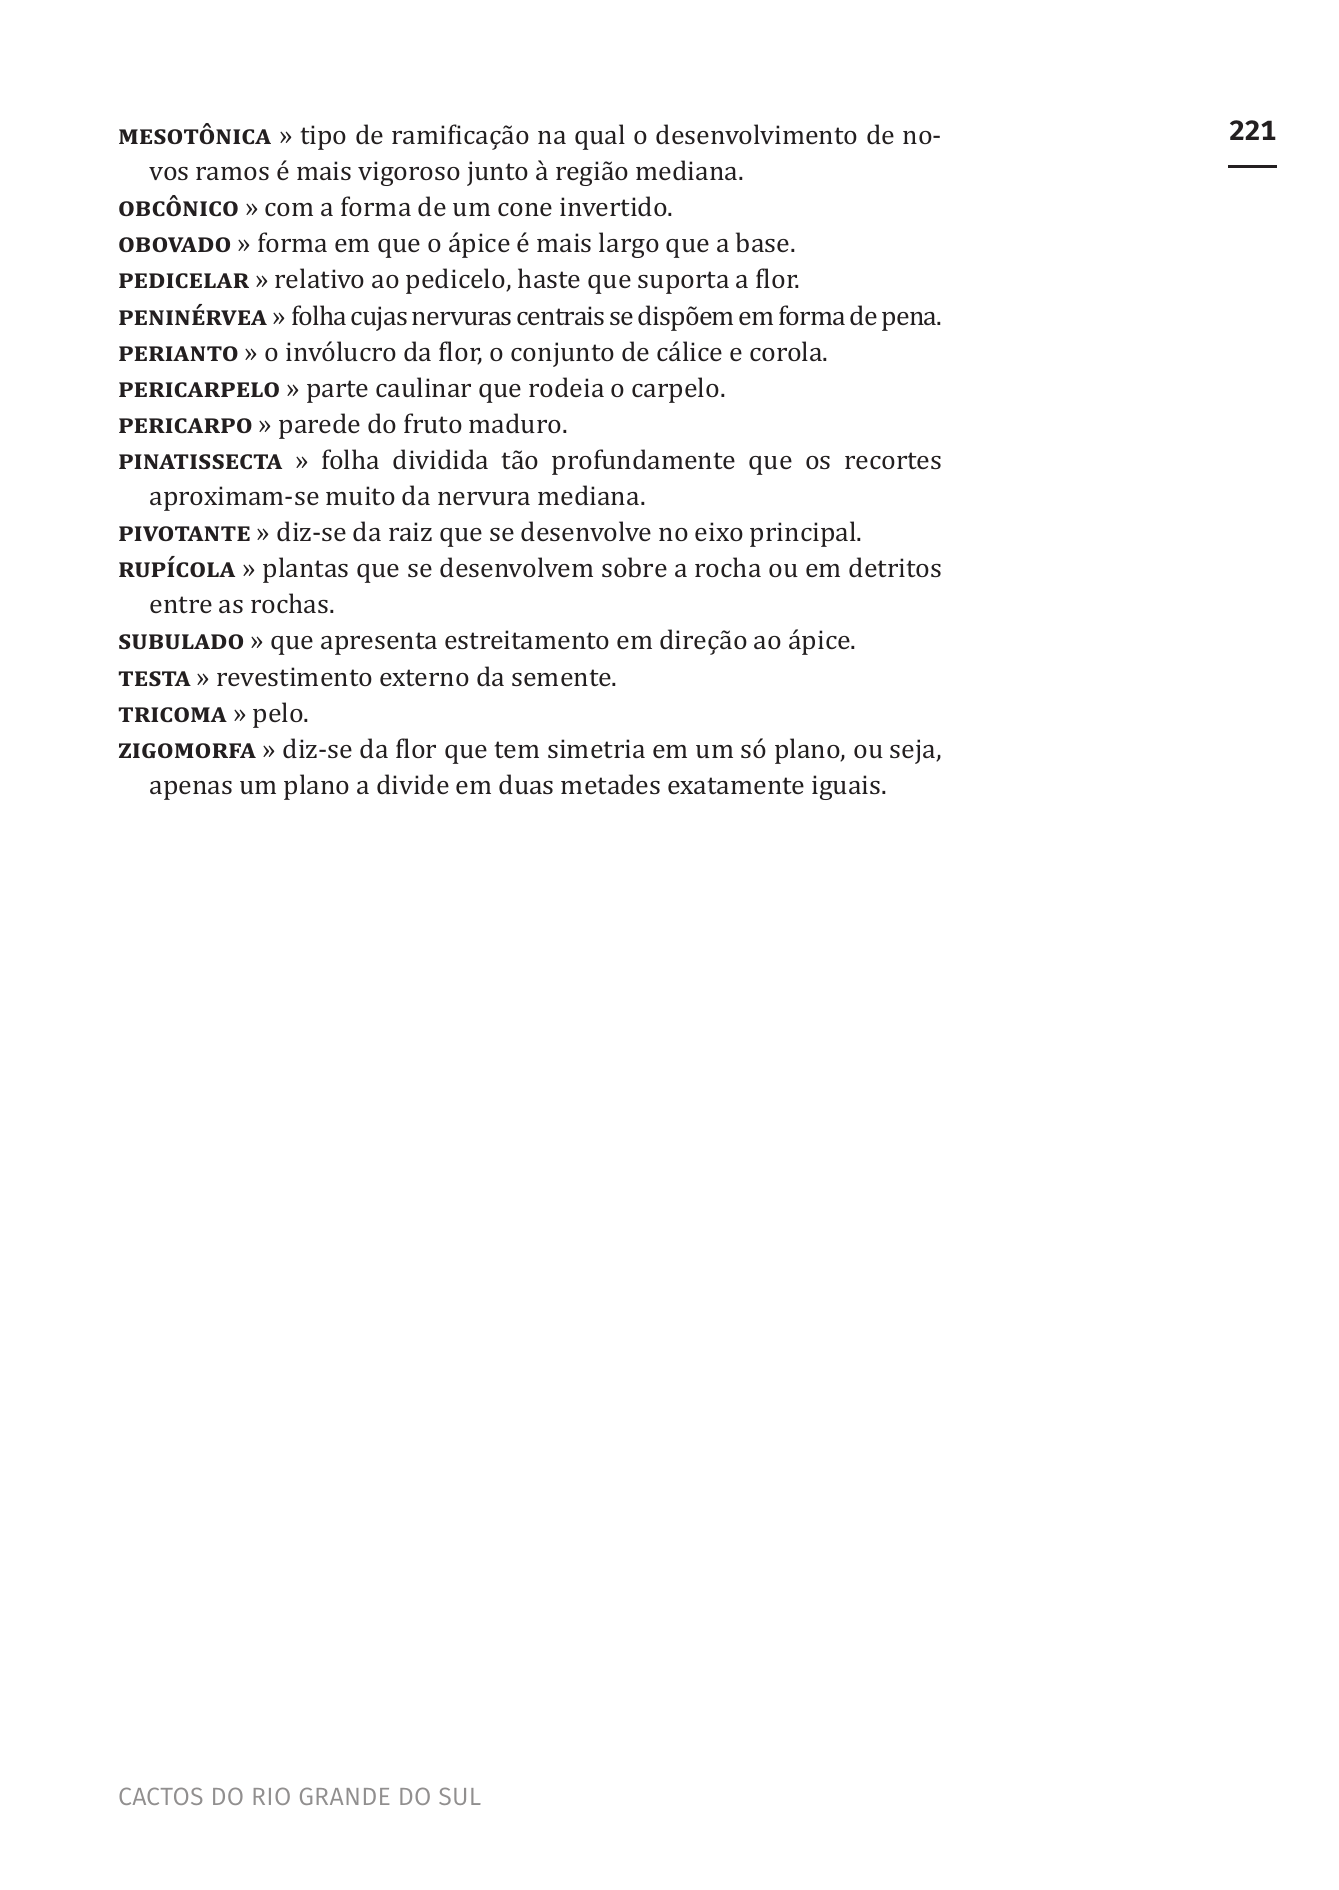 221
MESOTÔNICA » tipo de ramificação na qual o desenvolvimento de no-
vos ramos é mais vigoroso junto à região mediana.
OBCÔNICO » com a forma de um cone invertido.
OBOVADO » forma em que o ápice é mais largo que a base.
PEDICELAR » relativo ao pedicelo, haste que suporta a flor.
PENINÉRVEA » folha cujas nervuras centrais se dispõem em forma de pena.
PERIANTO » o invólucro da flor, o conjunto de cálice e corola.
PERICARPELO » parte caulinar que rodeia o carpelo.
PERICARPO » parede do fruto maduro.
PINATISSECTA » folha dividida tão profundamente que os recortes
aproximam-se muito da nervura mediana.
PIVOTANTE » diz-se da raiz que se desenvolve no eixo principal.
RUPÍCOLA » plantas que se desenvolvem sobre a rocha ou em detritos
entre as rochas.
SUBULADO » que apresenta estreitamento em direção ao ápice.
TESTA » revestimento externo da semente.
TRICOMA » pelo.
ZIGOMORFA » diz-se da flor que tem simetria em um só plano, ou seja,
apenas um plano a divide em duas metades exatamente iguais.
CACTOS DO RIO GRANDE DO SUL